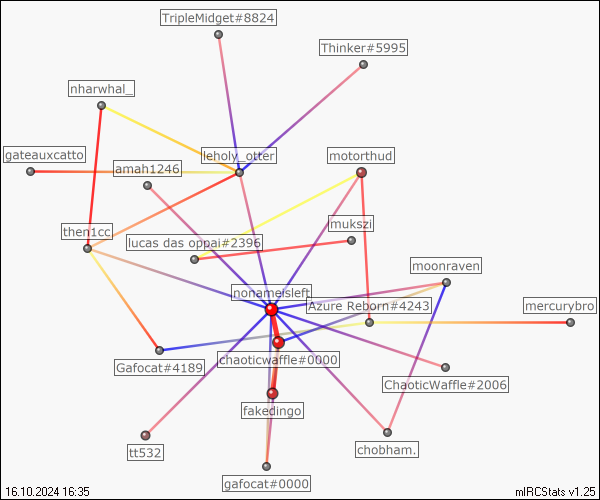 TripleMidget#8824
Thinker#5995
nharwhal_
gateauxcatto
leholy_otter
motorthud
amah1246
mukszi
then1cc
lucas das oppai#2396
moonraven
nonameisleft
Azure Reborn#4243
mercurybro
Gafocat#4189
chaoticwaffle#0000
ChaoticWaffle#2006
fakedingo
tt532
chobham.
gafocat#0000
16.10.2024 16:35
mIRCStats v1.25